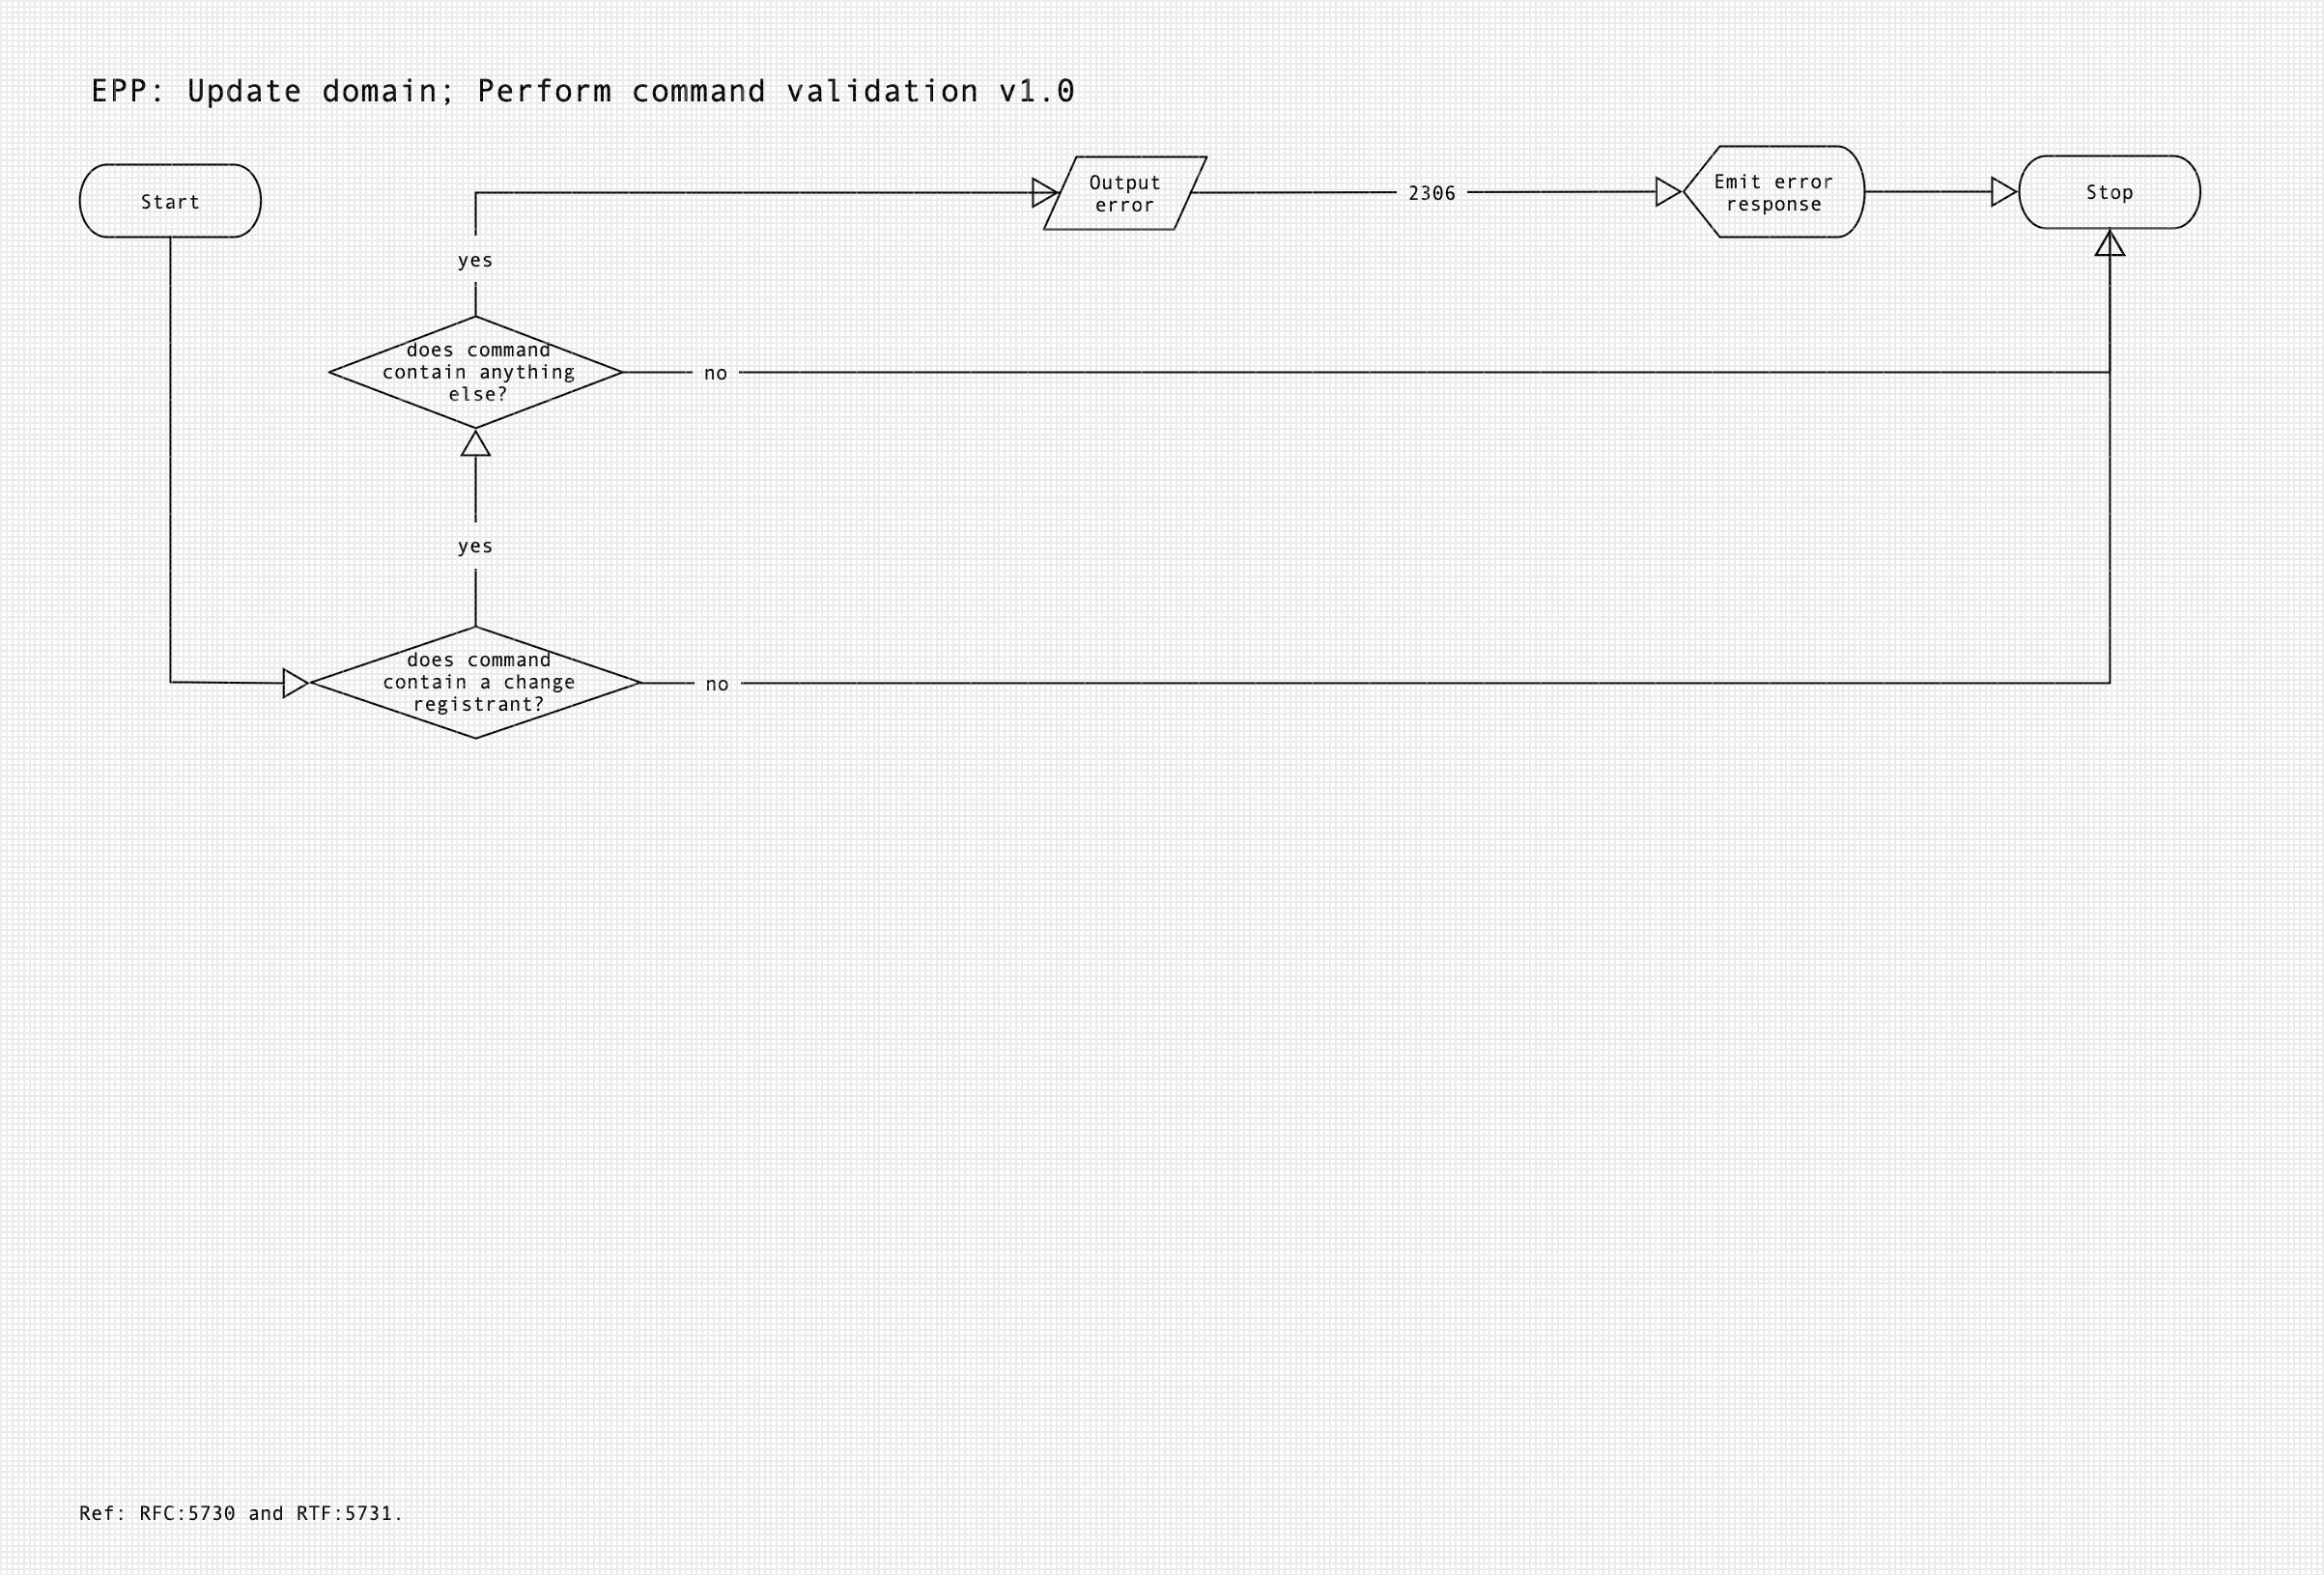 EPP: Update domain; Perform command validation v1.0
Start
Output
error
2306
Emit error
response
Stop
yes
does command
contain anything
else?
no
yes
does command
contain a change
registrant?
no
Ref: RFC:5730 and RTF:5731.